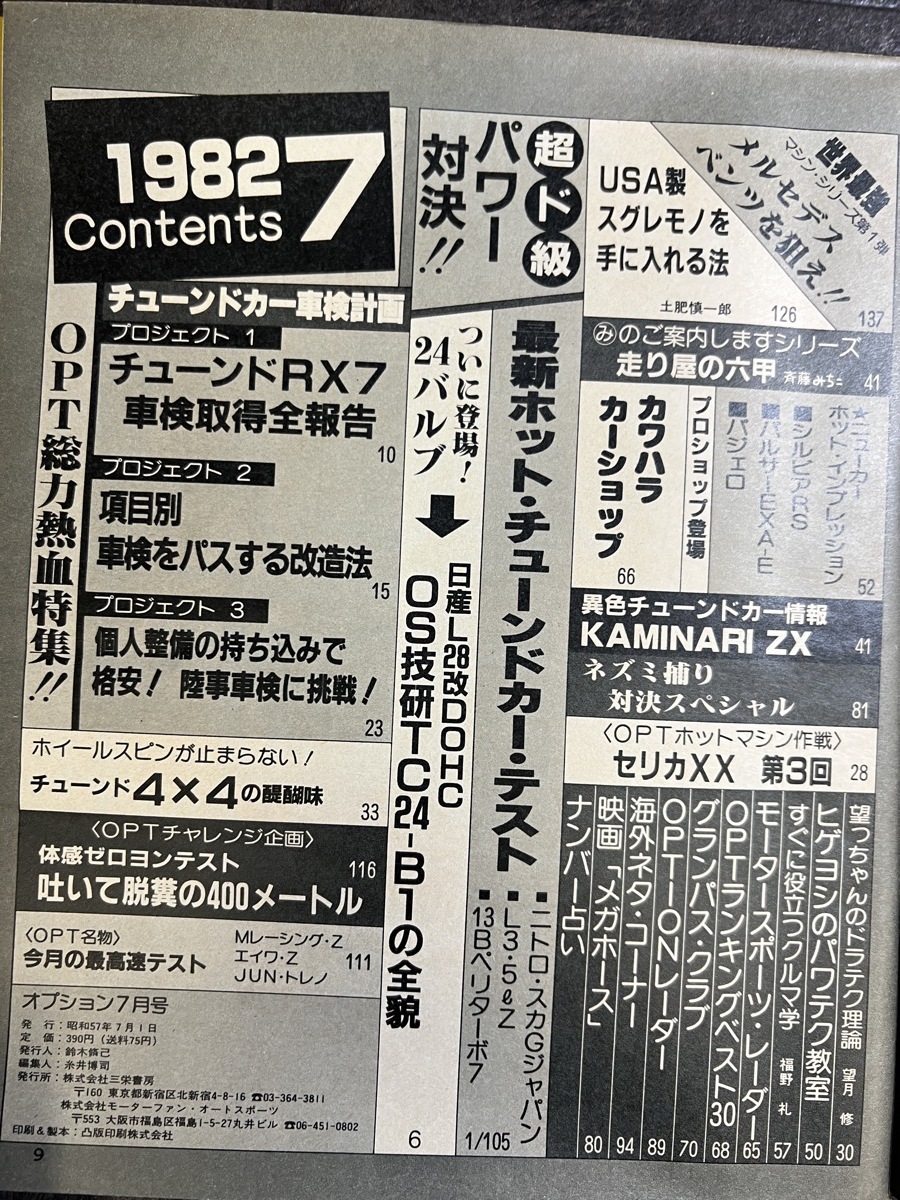 1982 7
Contents
OPT総力熱血特集!!
チューンドカー車検計画
プロジェクト 1
チューンドRX7
車検取得全報告
10
プロジェクト 2
項目別
車検をパスする改造法
15
プロジェクト 3
個人整備の持ち込みで
格安! 陸事車検に挑戦!
23
ホイールスピンが止まらない!
チューンド4×4の醍醐味
33
〈OPTチャレンジ企画〉
体感ゼロヨンテスト
116
吐いて脱糞の400メートル
〈OPT名物〉
今月の最高速テスト
Mレーシング・Z
エイワ・Z
JUN・トレノ
111
オプション7月号
発行:昭和57年7月1日
定価:390円(送料75円)
発行人:鈴木脩己
編集人:糸井博司
発行所:株式会社三栄書房
〒160 東京都新宿区北新宿4-8-16 ☎03-364-3811
株式会社モーターファン・オートスポーツ
〒553 大阪市福島区福島1-5-27丸井ビル ☎06-451-0802
印刷&製本:凸版印刷株式会社
9
超ド級
パワー
対決!!
最新ホット・チューンドカー・テスト
■ニトロ・スカGジャパン
■L3・5ℓZ
■13Bペリターボ7
1/105
ついに登場!
24バルブ
日産L28改DOHC
OS技研TC24-B1の全貌
6
世界最強
マシン・シリーズ第1弾
メルセデス
ベンツを狙え!!
137
USA製
スグレモノを
手に入れる法
土肥慎一郎
126
みのご案内しますシリーズ
走り屋の六甲 斉藤みちこ
41
★ニューカー
ホット・インプレッション
■シルビアRS
■パルサーEXA-E
■パジェロ
52
プロショップ登場
カワハラ
カーショップ
66
異色チューンドカー情報
KAMINARI ZX
41
ネズミ捕り
対決スペシャル
81
〈OPTホットマシン作戦〉
セリカXX 第3回
28
望っちゃんのドラテク理論 望月 修 30
ヒゲヨシのパワテク教室 50
すぐに役立つクルマ学 福野 礼 57
モータースポーツ・レーダー 65
OPTランキングベスト30 68
グランパス・クラブ 70
OPTIONレーダー 89
海外ネタ・コーナー 94
映画「メガホース」 80
ナンバー占い